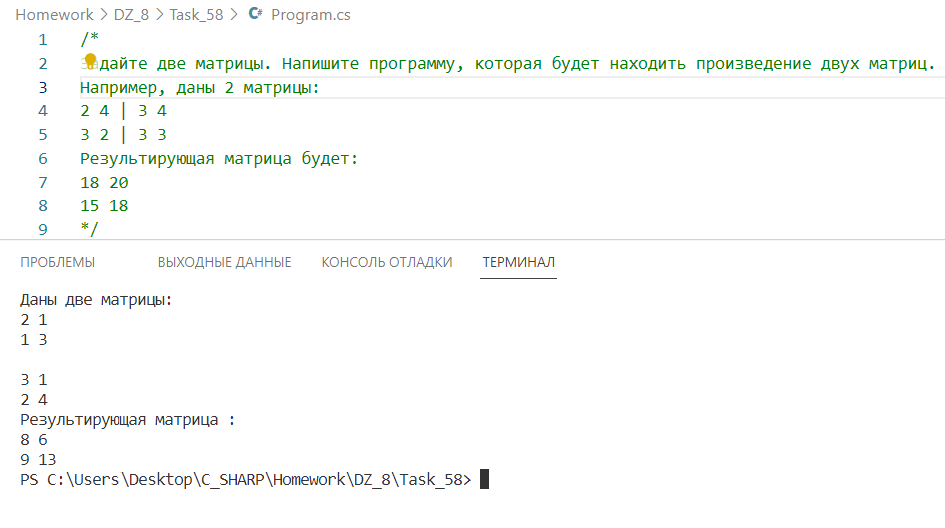 Homework > DZ_8 > Task_58 > C# Program.cs
1 /*
2 Задайте две матрицы. Напишите программу, которая будет находить произведение двух матриц.
3 Например, даны 2 матрицы:
4 2 4 | 3 4
5 3 2 | 3 3
6 Результирующая матрица будет:
7 18 20
8 15 18
9 */
ПРОБЛЕМЫ ВЫХОДНЫЕ ДАННЫЕ КОНСОЛЬ ОТЛАДКИ ТЕРМИНАЛ
Даны две матрицы:
2 1
1 3
3 1
2 4
Результирующая матрица :
8 6
9 13
PS C:\Users\Desktop\C_SHARP\Homework\DZ_8\Task_58>